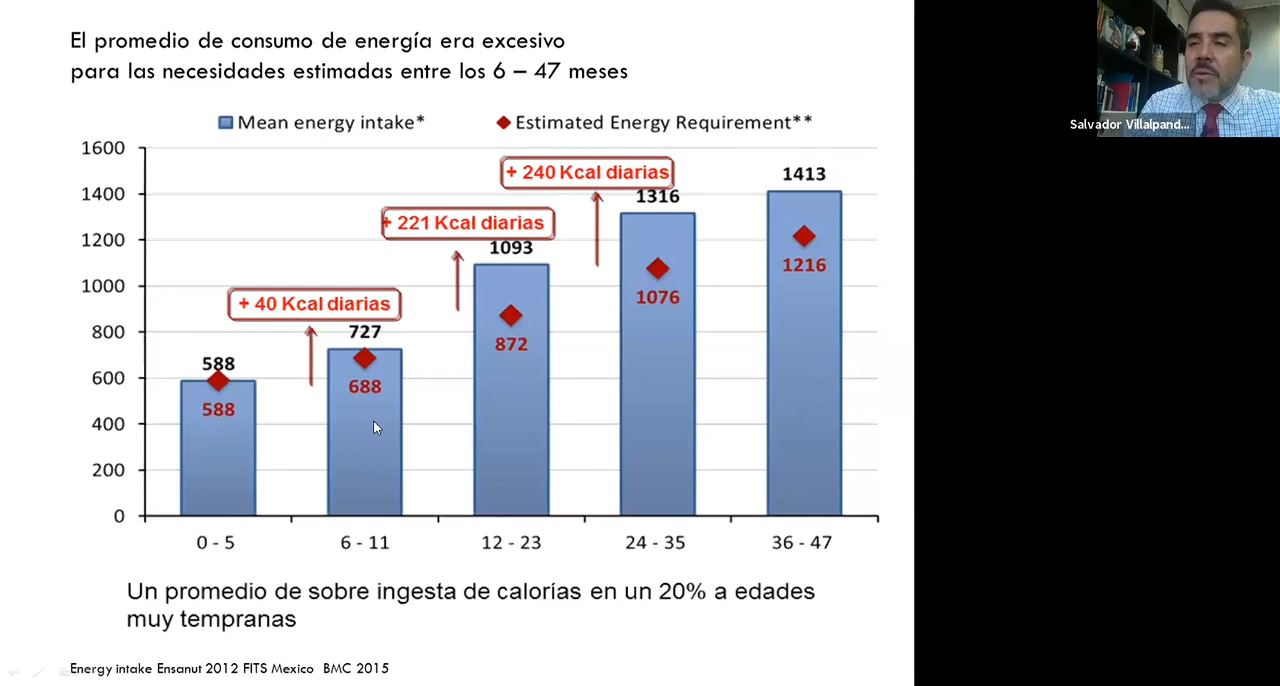 El promedio de consumo de energía era excesivo
para las necesidades estimadas entre los 6 – 47 meses
Mean energy intake*
Estimated Energy Requirement**
1600
1400
1200
1000
800
600
400
200
0
+ 40 Kcal diarias
+ 221 Kcal diarias
+ 240 Kcal diarias
588
727
1093
1316
1413
588
688
872
1076
1216
0 - 5
6 - 11
12 - 23
24 - 35
36 - 47
Un promedio de sobre ingesta de calorías en un 20% a edades
muy tempranas
Energy intake Ensanut 2012 FITS Mexico BMC 2015
Salvador Villalpand...